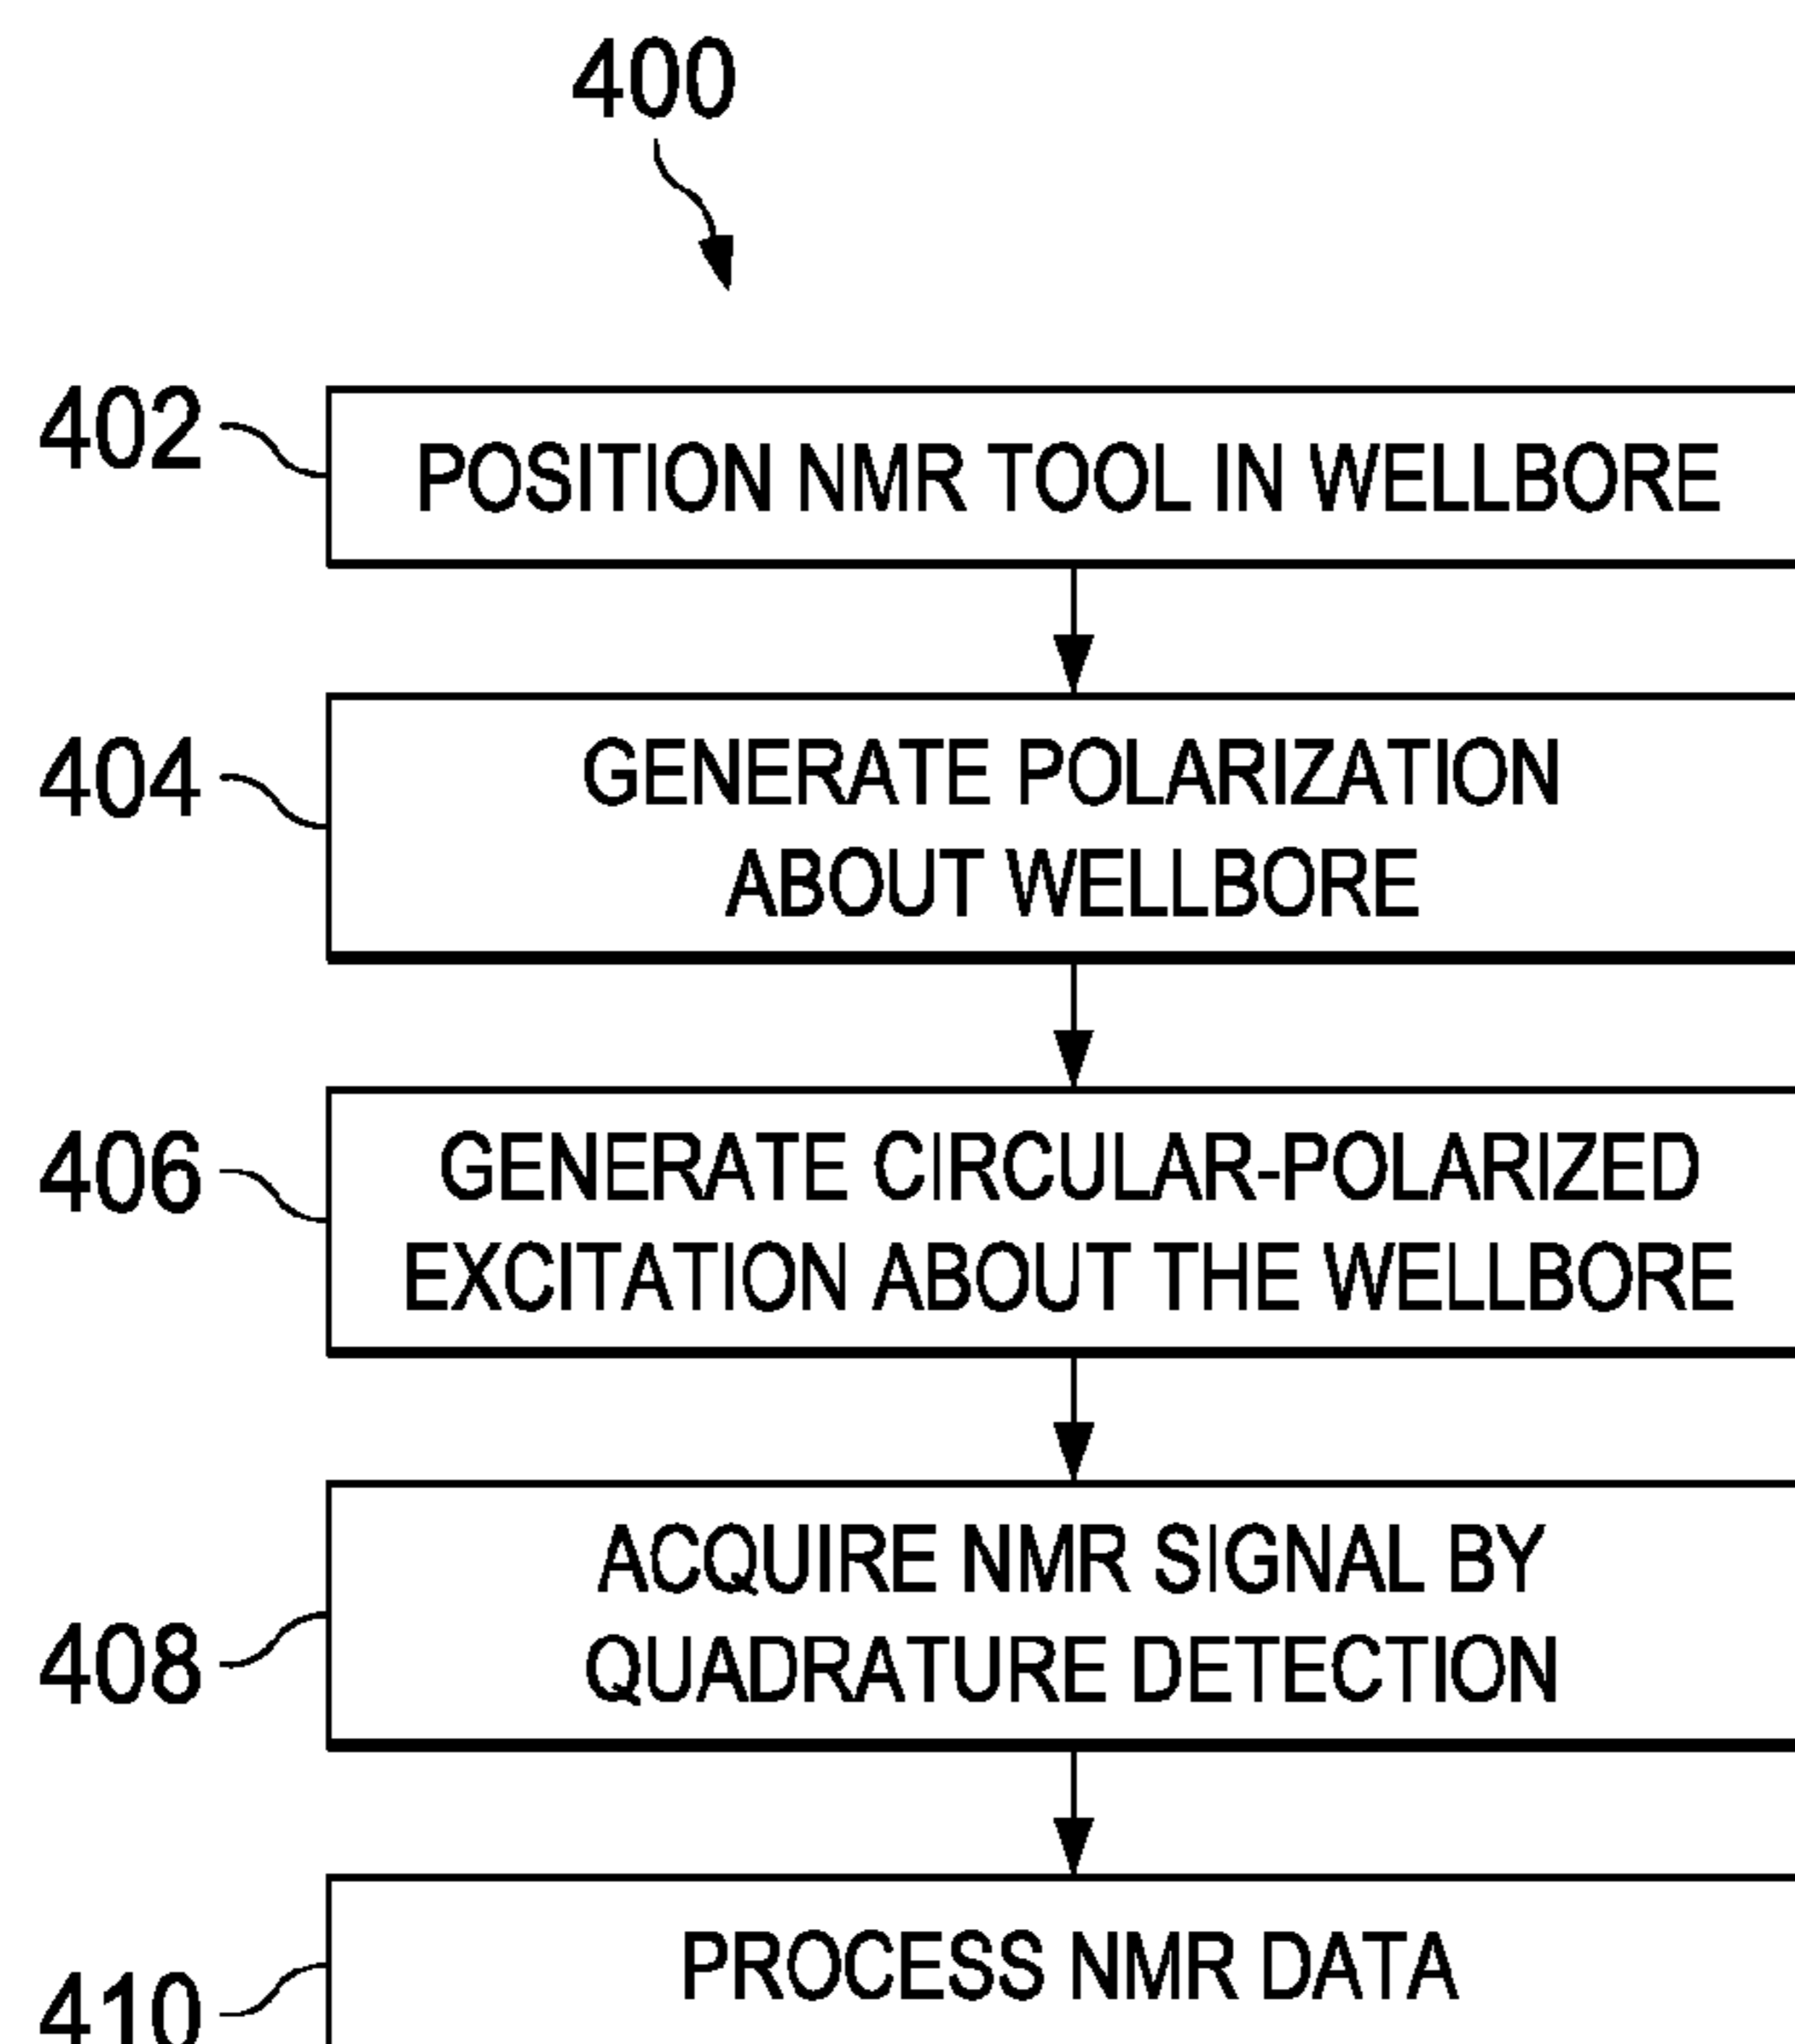 400
402
POSITION NMR TOOL IN WELLBORE
404
GENERATE POLARIZATION
ABOUT WELLBORE
406
GENERATE CIRCULAR-POLARIZED
EXCITATION ABOUT THE WELLBORE
408
ACQUIRE NMR SIGNAL BY
QUADRATURE DETECTION
410
PROCESS NMR DATA